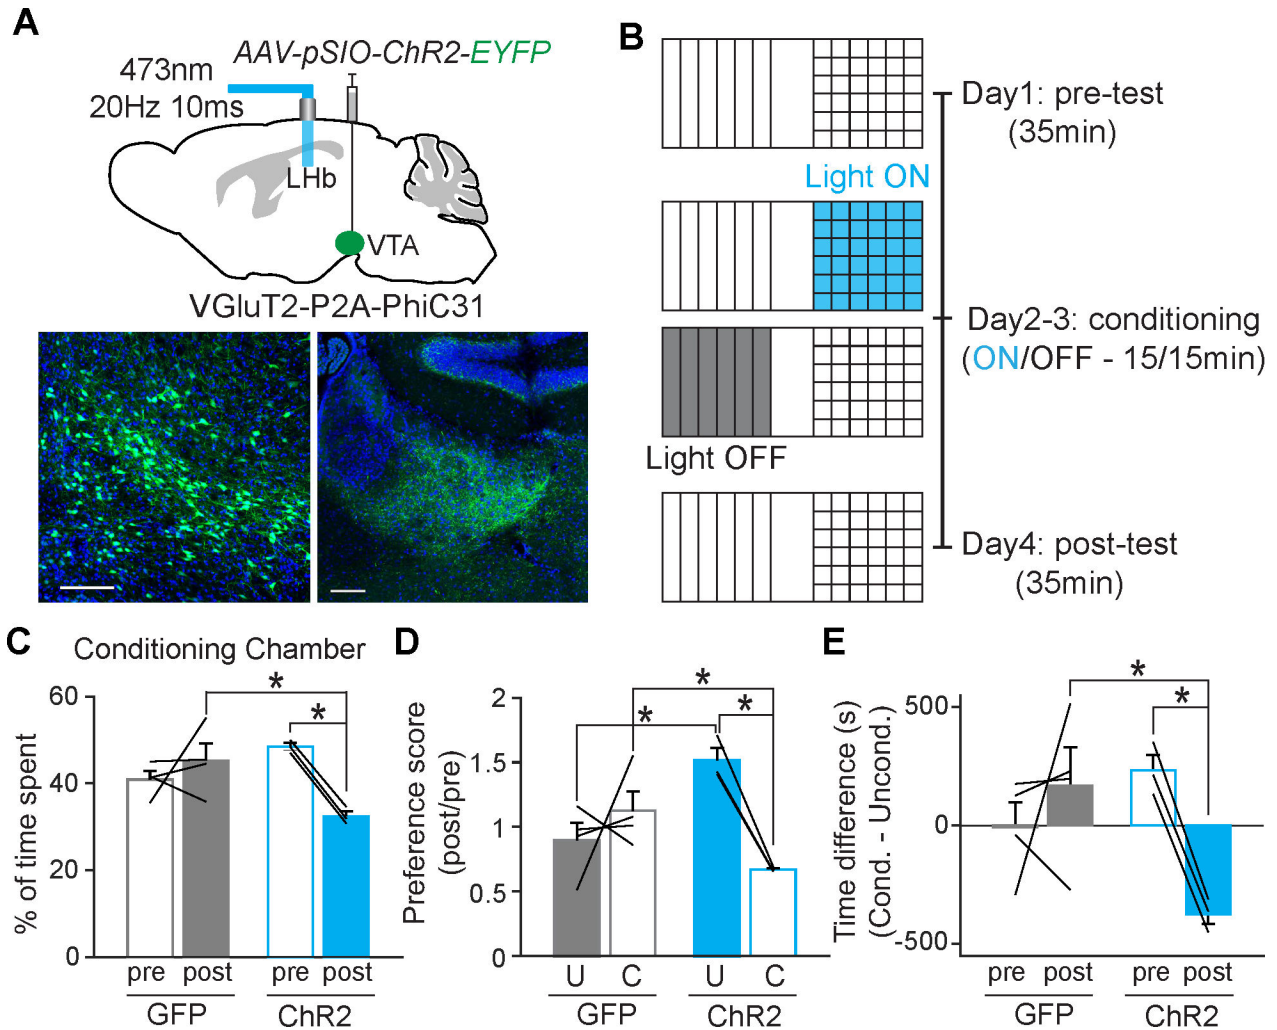 A
AAV-pSIO-ChR2-EYFP
473nm
20Hz 10ms
LHb
VTA
VGluT2-P2A-PhiC31
B
Day1: pre-test
(35min)
Light ON
Day2-3: conditioning
(ON/OFF - 15/15min)
Light OFF
Day4: post-test
(35min)
C
Conditioning Chamber
% of time spent
60
40
20
0
*
*
pre post pre post
GFP ChR2
D
Preference score
(post/pre)
2
1.5
1
0.5
0
*
*
*
U C U C
GFP ChR2
E
Time difference (s)
(Cond. - Uncond.)
500
0
-500
*
*
pre post pre post
GFP ChR2